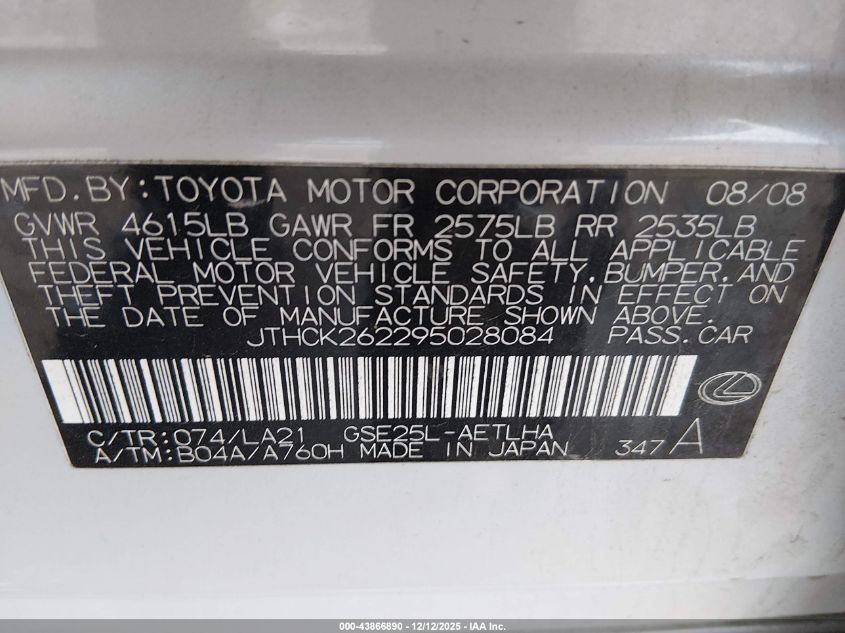 MFD. BY: TOYOTA MOTOR CORPORATION 08/08
GVWR 4615LB GAWR FR 2575LB RR 2535LB
THIS VEHICLE CONFORMS TO ALL APPLICABLE
FEDERAL MOTOR VEHICLE SAFETY, BUMPER, AND
THEFT PREVENTION STANDARDS IN EFFECT ON
THE DATE OF MANUFACTURE SHOWN ABOVE.
JTHCK262295028084 PASS. CAR
C/TR: 074/LA21 GSE25L-AETLHA
A/TM: B04A/A760H MADE IN JAPAN 347 A
000-43866890 - 12/12/2025 - IAA Inc.